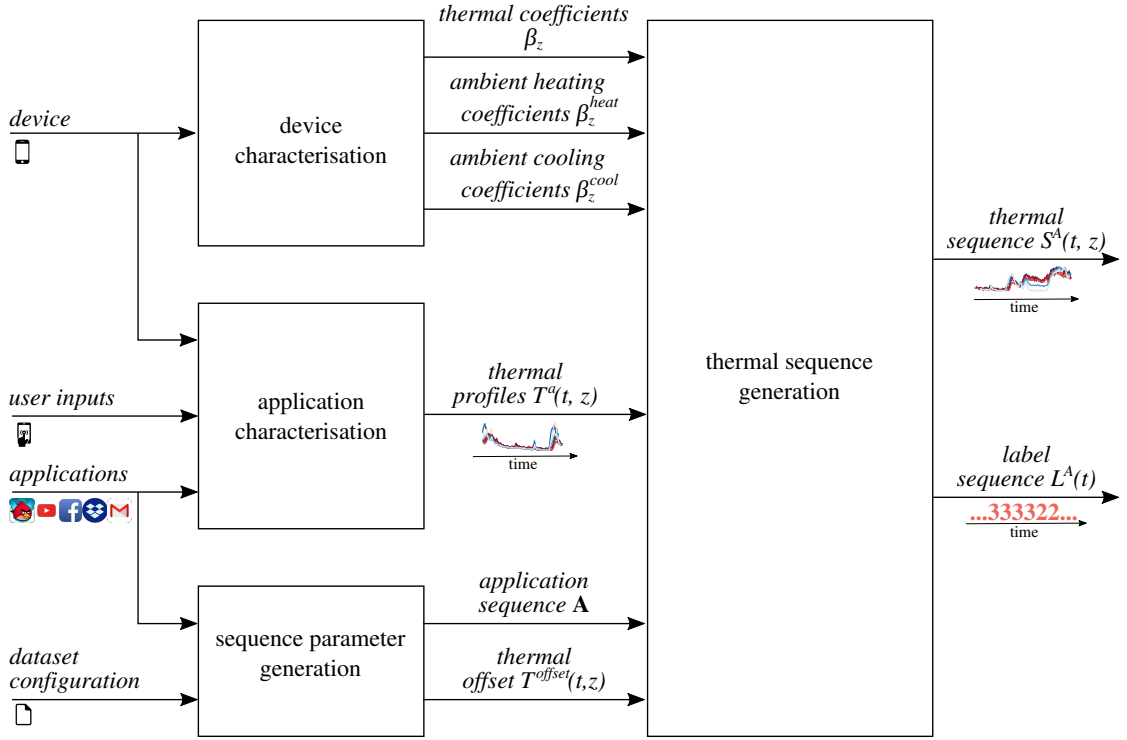 device
user inputs
applications
dataset
configuration
device
characterisation
application
characterisation
sequence parameter
generation
thermal coefficients
β_z
ambient heating
coefficients β_z^heat
ambient cooling
coefficients β_z^cool
thermal
profiles T^a(t, z)
time
application
sequence A
thermal
offset T^offset(t,z)
thermal sequence
generation
thermal
sequence S^A(t, z)
time
label
sequence L^A(t)
...333322...
time